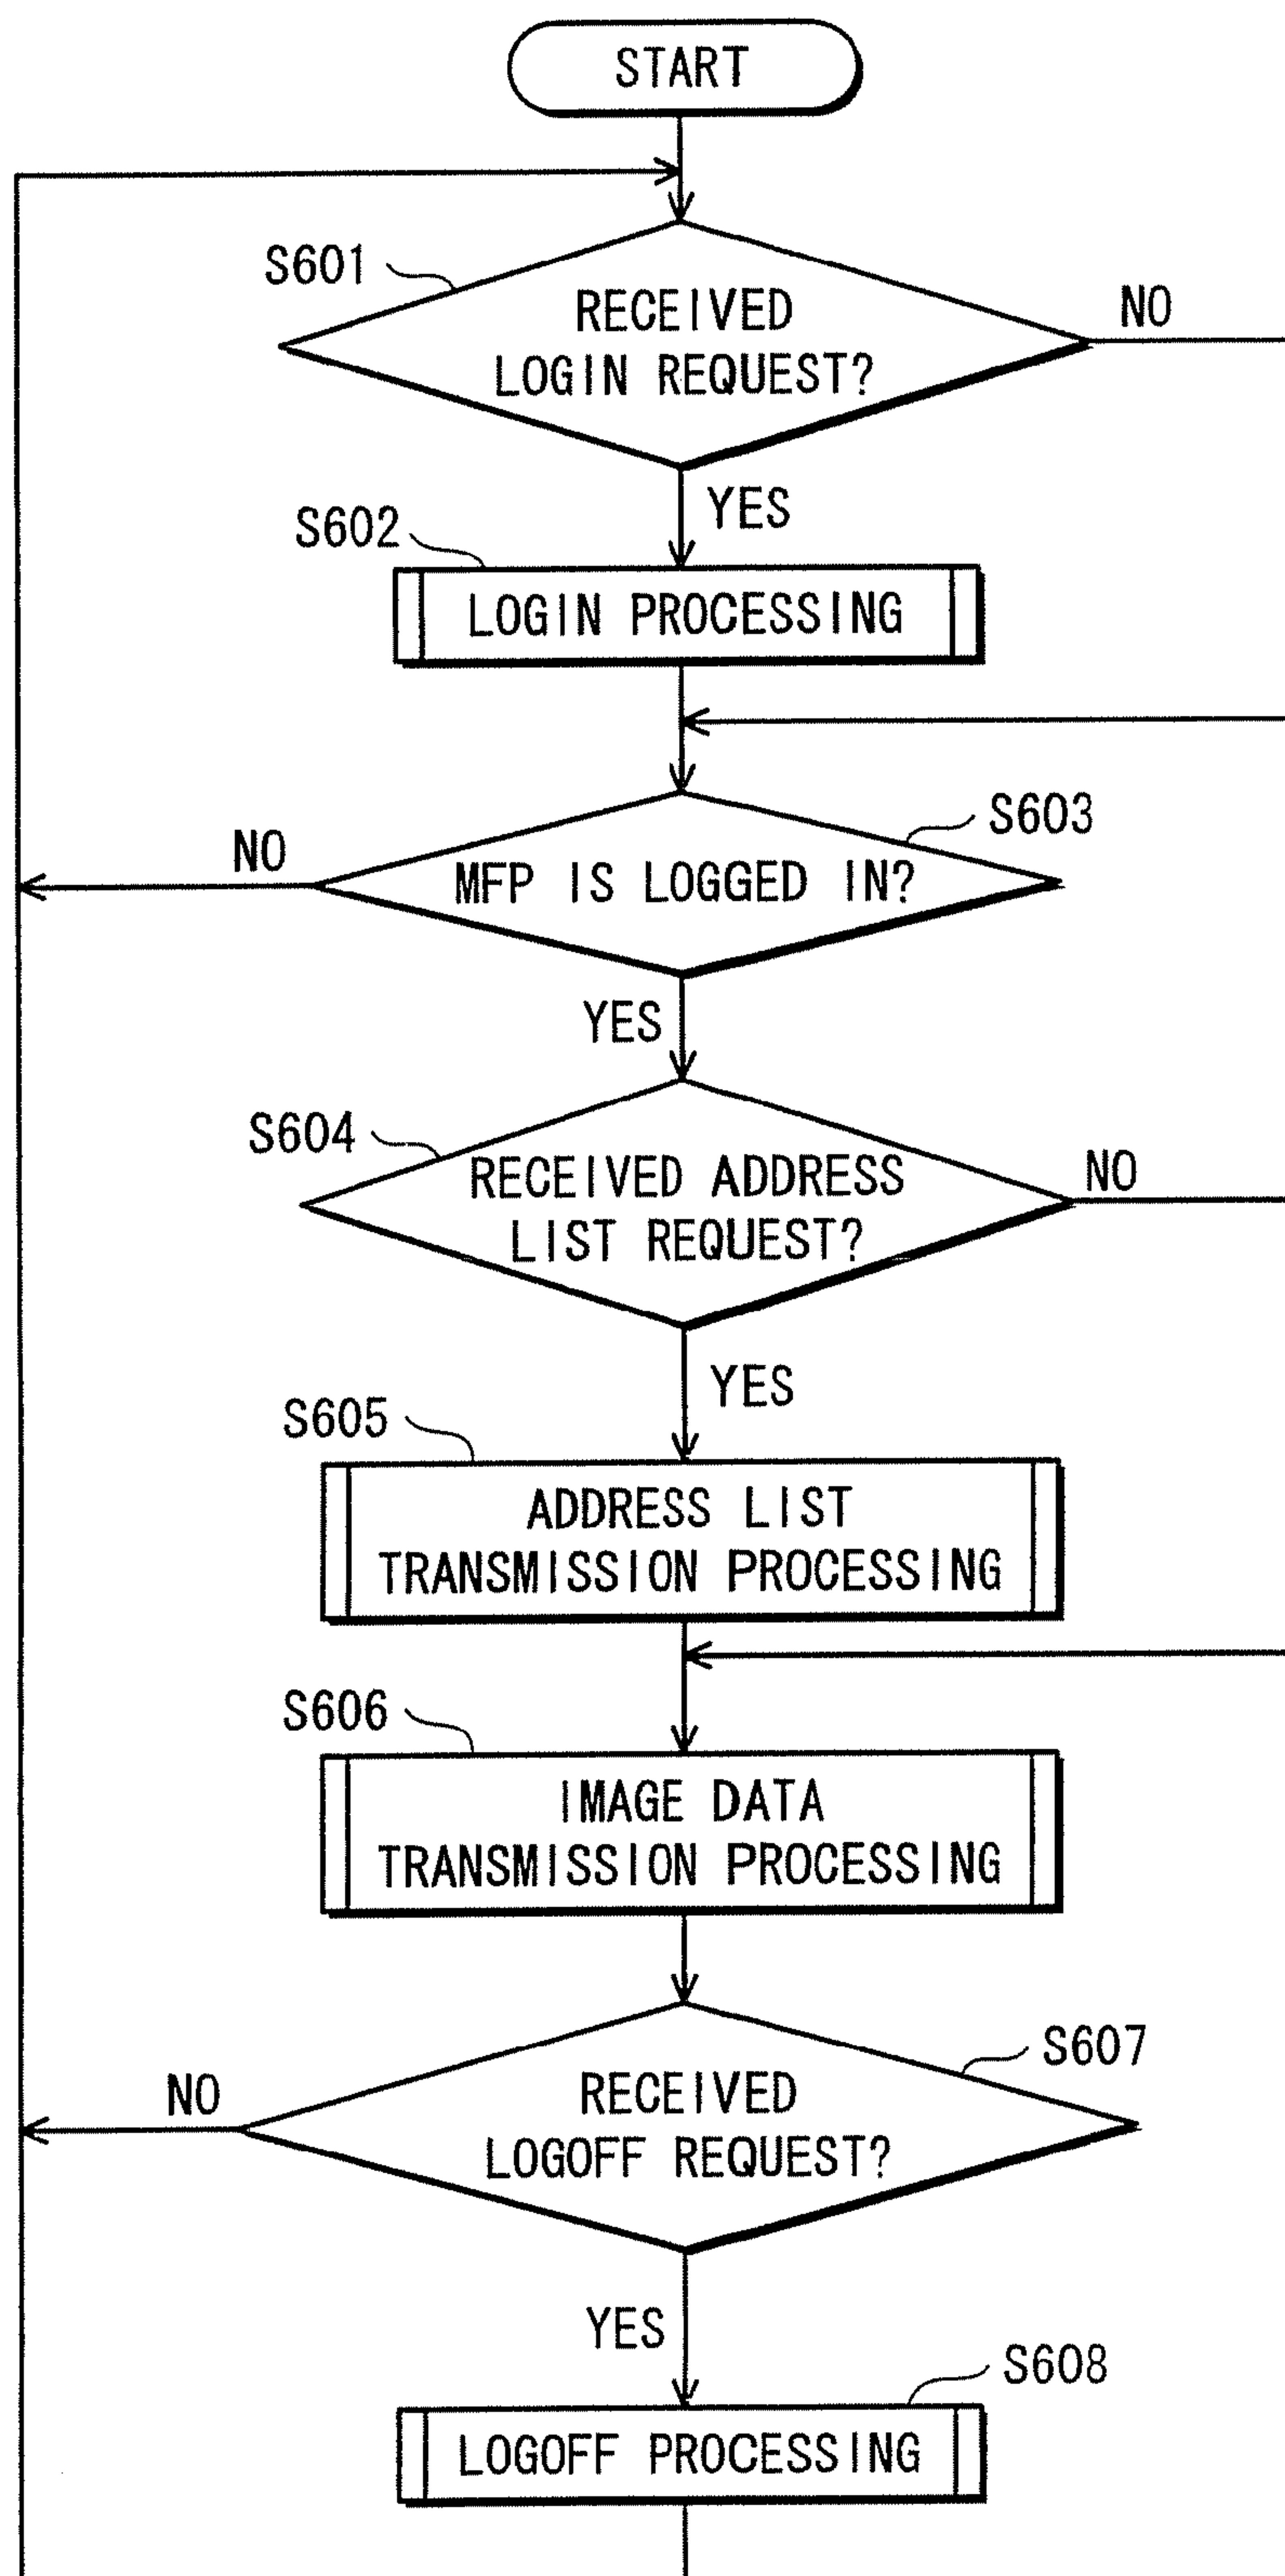 START
S601
RECEIVED
LOGIN REQUEST?
NO
YES
S602
LOGIN PROCESSING
S603
NO
MFP IS LOGGED IN?
YES
S604
RECEIVED ADDRESS
LIST REQUEST?
NO
YES
S605
ADDRESS LIST
TRANSMISSION PROCESSING
S606
IMAGE DATA
TRANSMISSION PROCESSING
S607
NO
RECEIVED
LOGOFF REQUEST?
YES
S608
LOGOFF PROCESSING